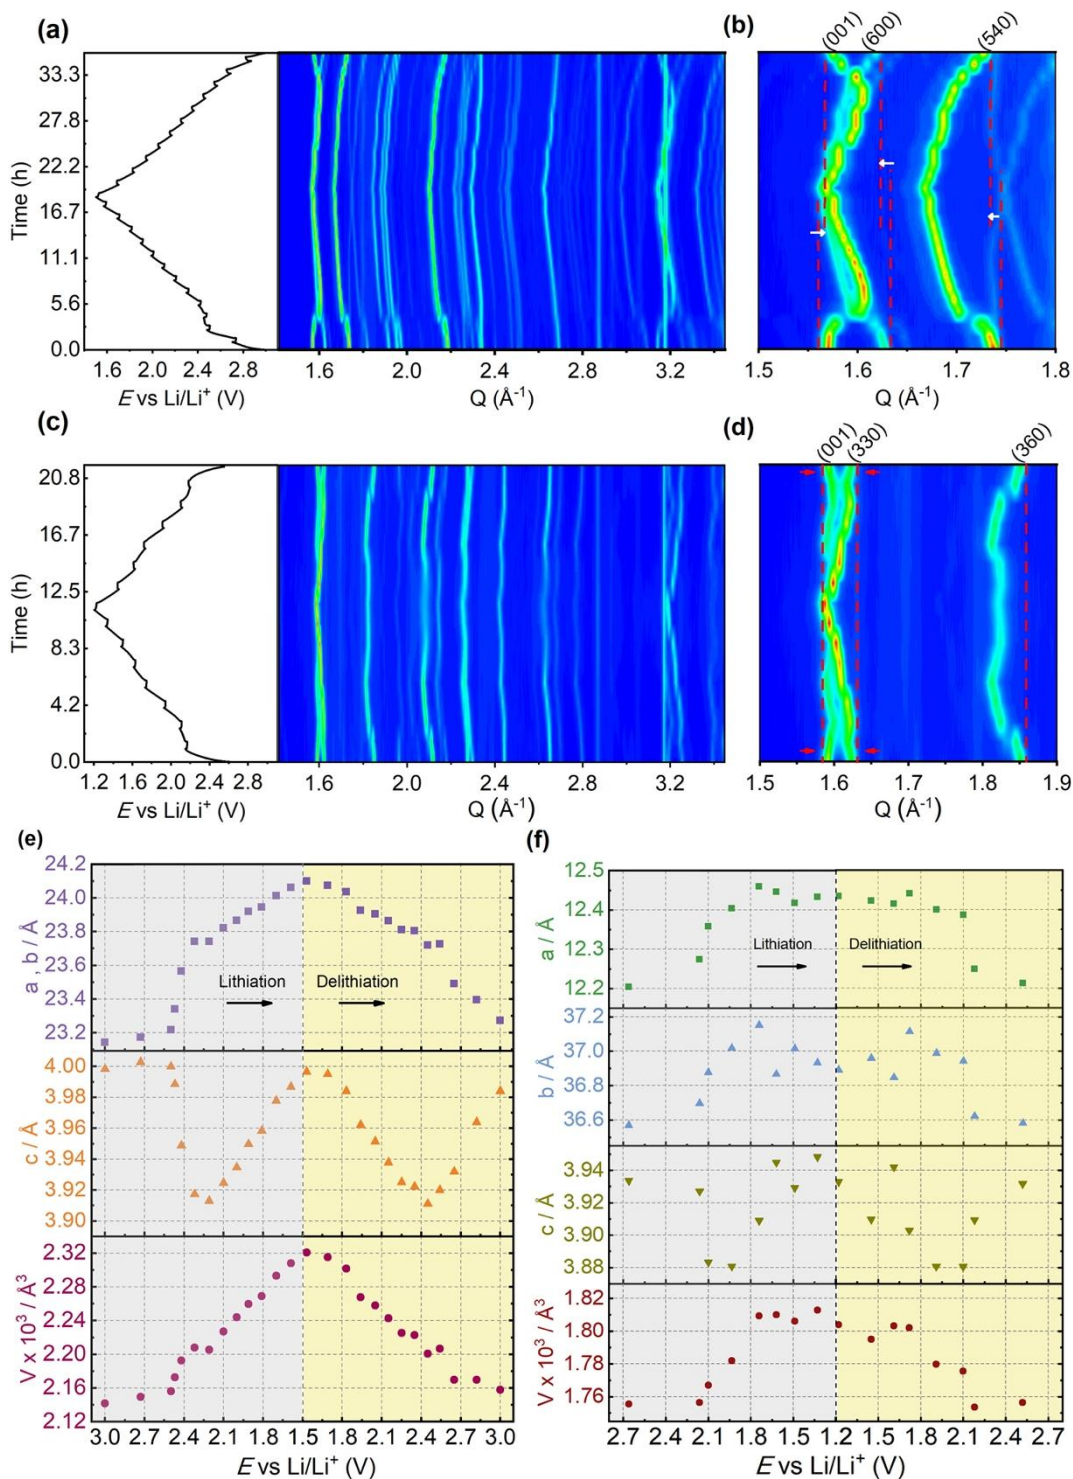 (a)
(b)
(001)
(600)
(540)
Time (h)
33.3
27.8
22.2
16.7
11.1
5.6
0.0
1.6 2.0 2.4 2.8
E vs Li/Li+ (V)
1.6 2.0 2.4 2.8 3.2
Q (Å-1)
1.5 1.6 1.7 1.8
Q (Å-1)
(c)
(d)
(001)
(330)
(360)
Time (h)
20.8
16.7
12.5
8.3
4.2
0.0
1.2 1.6 2.0 2.4 2.8
E vs Li/Li+ (V)
1.6 2.0 2.4 2.8 3.2
Q (Å-1)
1.5 1.6 1.7 1.8 1.9
Q (Å-1)
(e)
a , b / Å
24.2
24.0
23.8
23.6
23.4
23.2
Lithiation
Delithiation
c / Å
4.00
3.98
3.96
3.94
3.92
3.90
V x 10³ / Å³
2.32
2.28
2.24
2.20
2.16
2.12
3.0 2.7 2.4 2.1 1.8 1.5 1.8 2.1 2.4 2.7 3.0
E vs Li/Li+ (V)
(f)
a / Å
12.5
12.4
12.3
12.2
Lithiation
Delithiation
b / Å
37.2
37.0
36.8
36.6
c / Å
3.94
3.92
3.90
3.88
V x 10³ / Å³
1.82
1.80
1.78
1.76
2.7 2.4 2.1 1.8 1.5 1.2 1.5 1.8 2.1 2.4 2.7
E vs Li/Li+ (V)